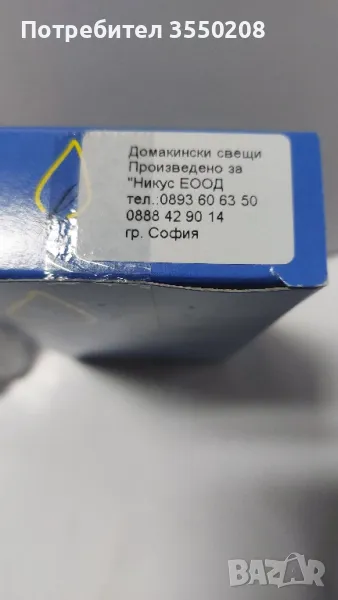 Потребител 3550208
Домакински свещи
Произведено за
"Никус ЕООД
тел.:0893 60 63 50
0888 42 90 14
гр. София
bazar